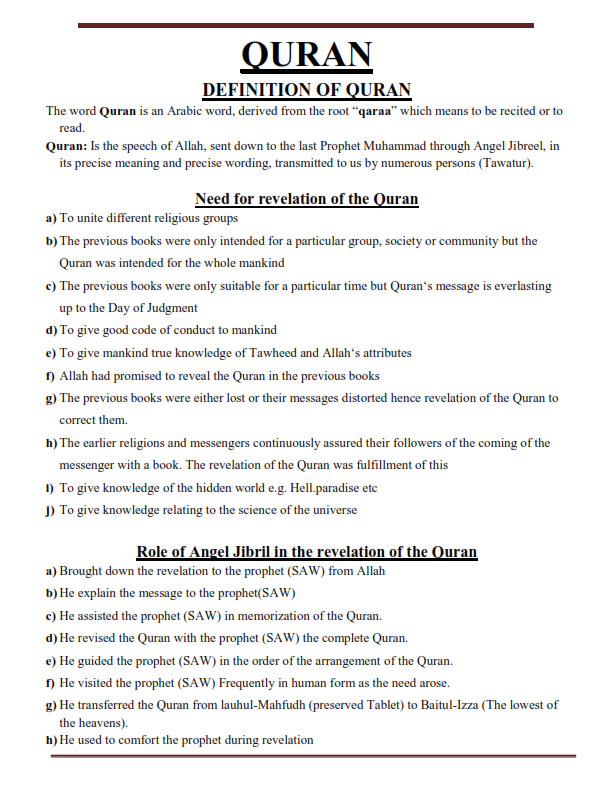 QURAN
DEFINITION OF QURAN
The word Quran is an Arabic word, derived from the root “qaraa” which means to be recited or to
read.
Quran: Is the speech of Allah, sent down to the last Prophet Muhammad through Angel Jibreel, in
its precise meaning and precise wording, transmitted to us by numerous persons (Tawatur).
Need for revelation of the Quran
a) To unite different religious groups
b) The previous books were only intended for a particular group, society or community but the
Quran was intended for the whole mankind
c) The previous books were only suitable for a particular time but Quran‘s message is everlasting
up to the Day of Judgment
d) To give good code of conduct to mankind
e) To give mankind true knowledge of Tawheed and Allah‘s attributes
f) Allah had promised to reveal the Quran in the previous books
g) The previous books were either lost or their messages distorted hence revelation of the Quran to
correct them.
h) The earlier religions and messengers continuously assured their followers of the coming of the
messenger with a book. The revelation of the Quran was fulfillment of this
i) To give knowledge of the hidden world e.g. Hell.paradise etc
j) To give knowledge relating to the science of the universe
Role of Angel Jibril in the revelation of the Quran
a) Brought down the revelation to the prophet (SAW) from Allah
b) He explain the message to the prophet(SAW)
c) He assisted the prophet (SAW) in memorization of the Quran.
d) He revised the Quran with the prophet (SAW) the complete Quran.
e) He guided the prophet (SAW) in the order of the arrangement of the Quran.
f) He visited the prophet (SAW) Frequently in human form as the need arose.
g) He transferred the Quran from lauhul-Mahfudh (preserved Tablet) to Baitul-Izza (The lowest of
the heavens).
h) He used to comfort the prophet during revelation